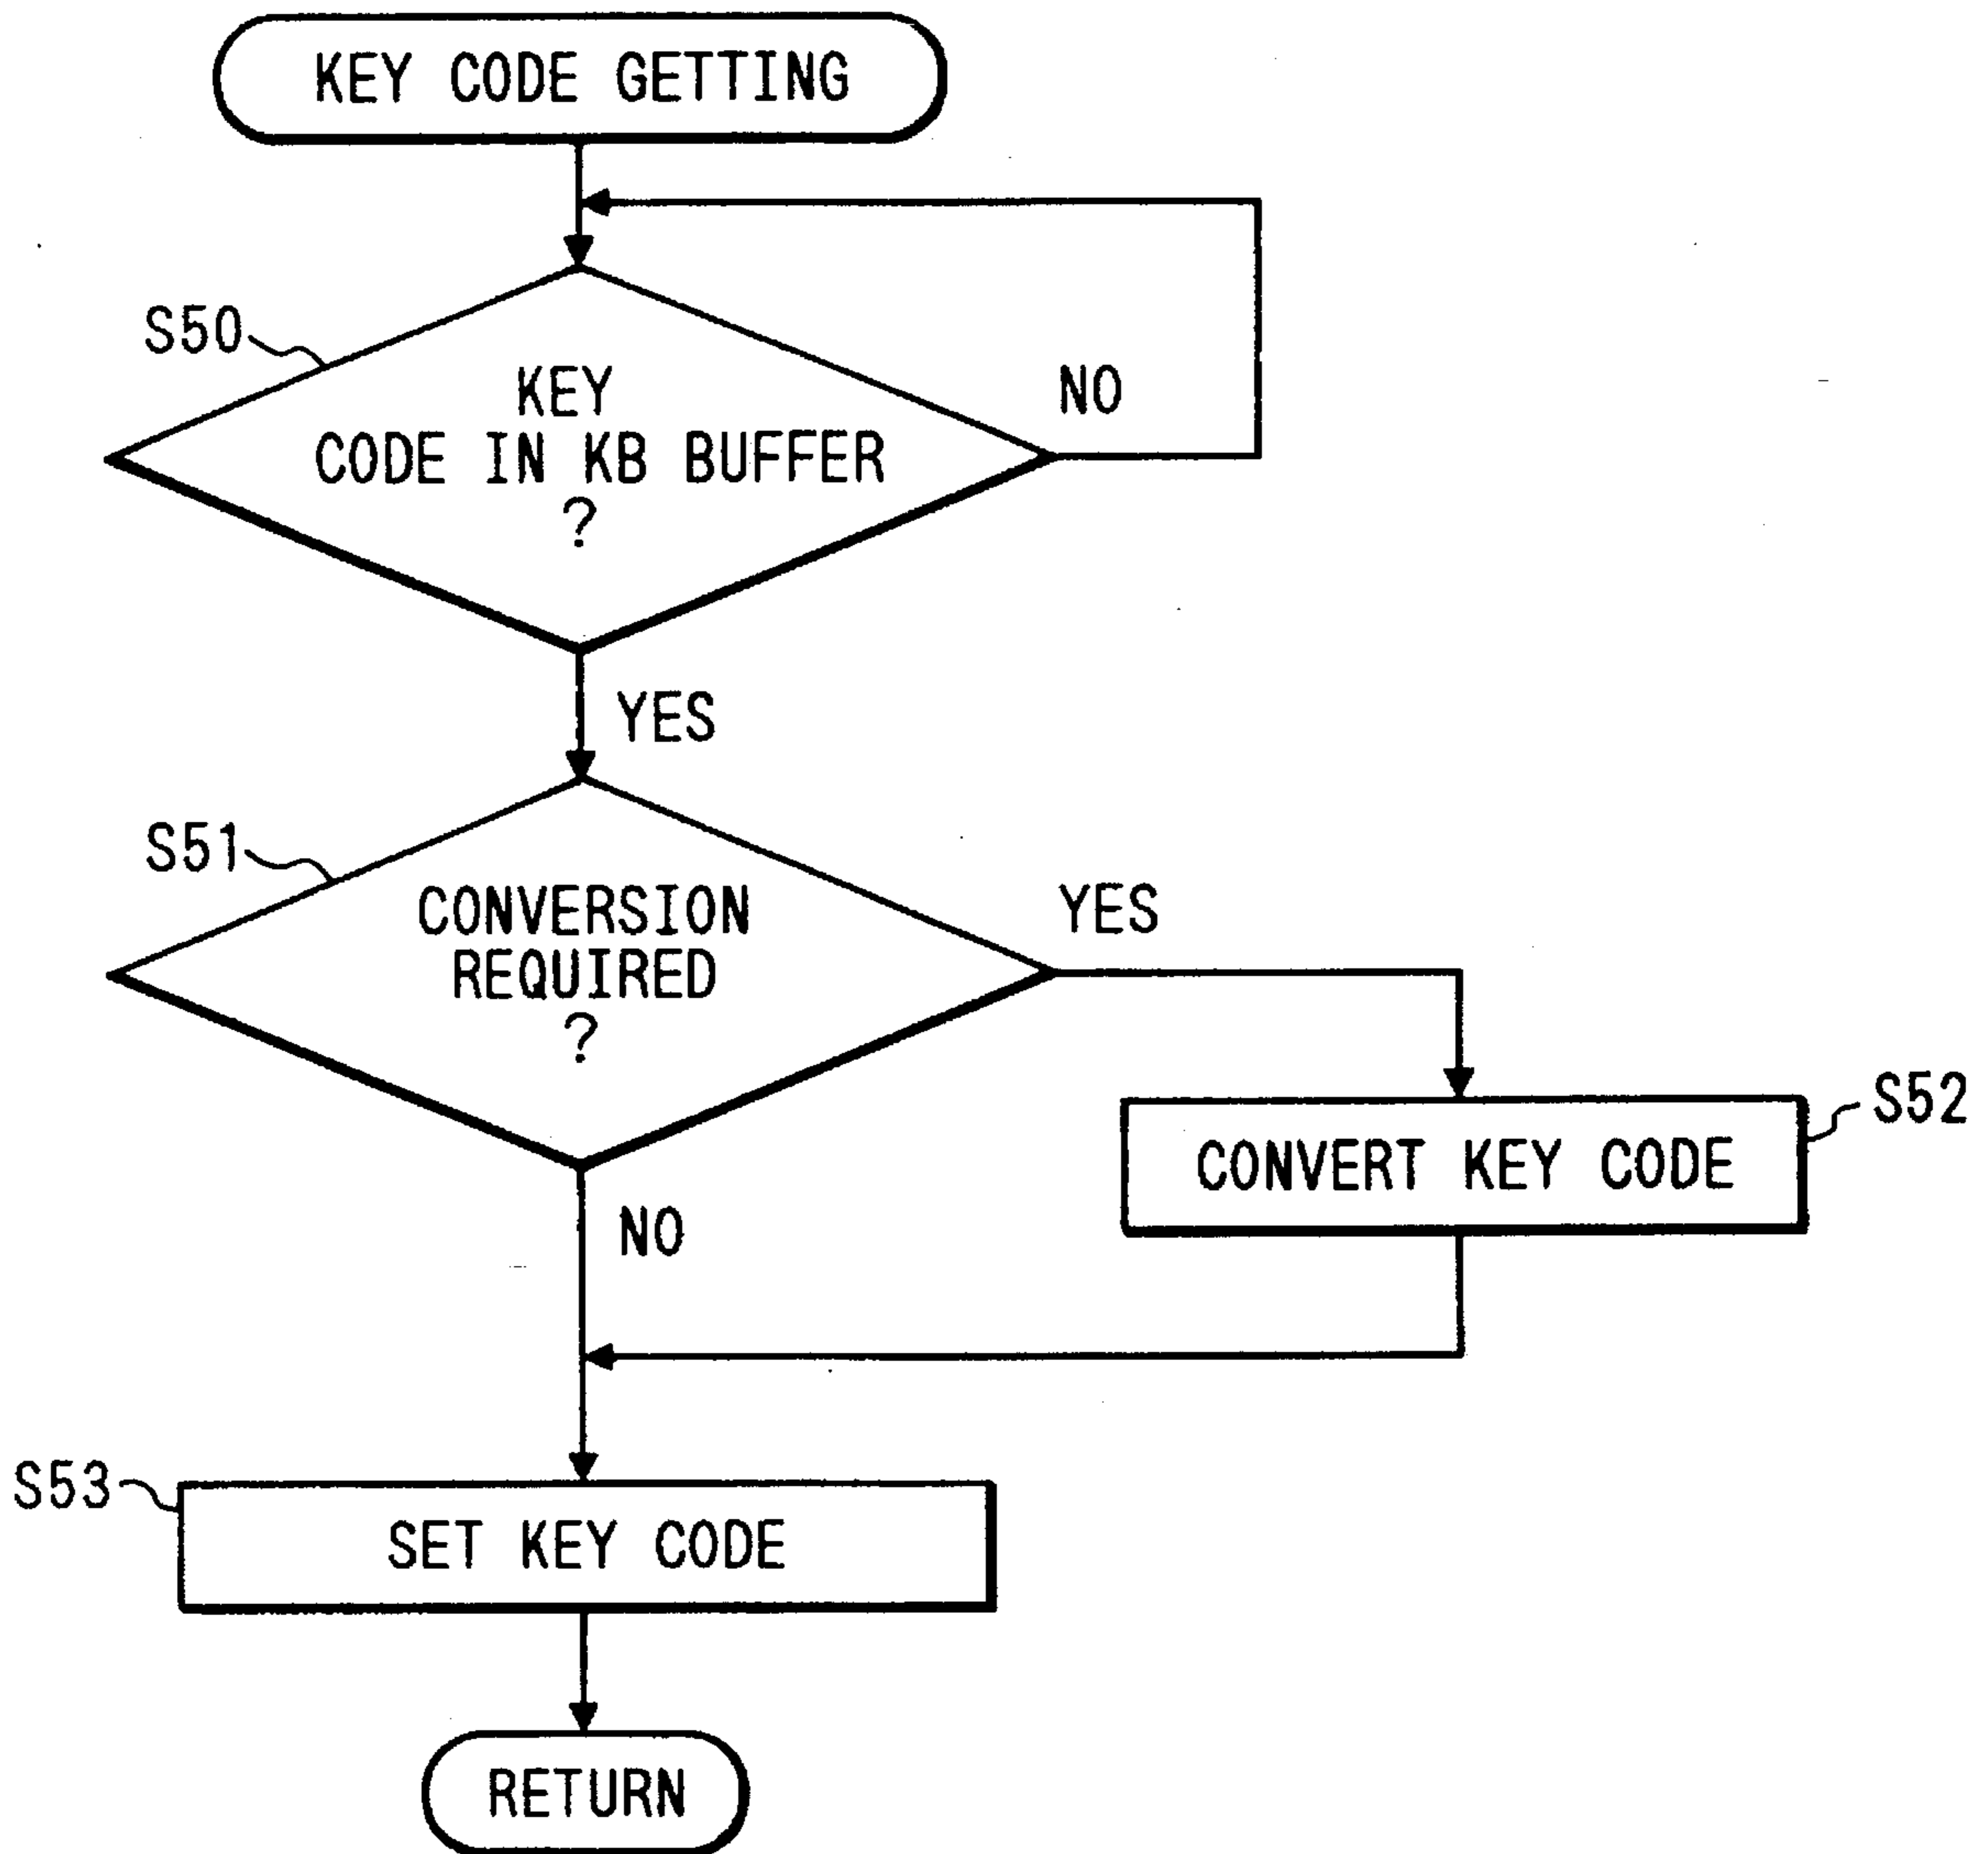 KEY CODE GETTING
S50
KEY
CODE IN KB BUFFER
?
NO
YES
S51
CONVERSION
REQUIRED
?
YES
S52
CONVERT KEY CODE
NO
S53
SET KEY CODE
RETURN